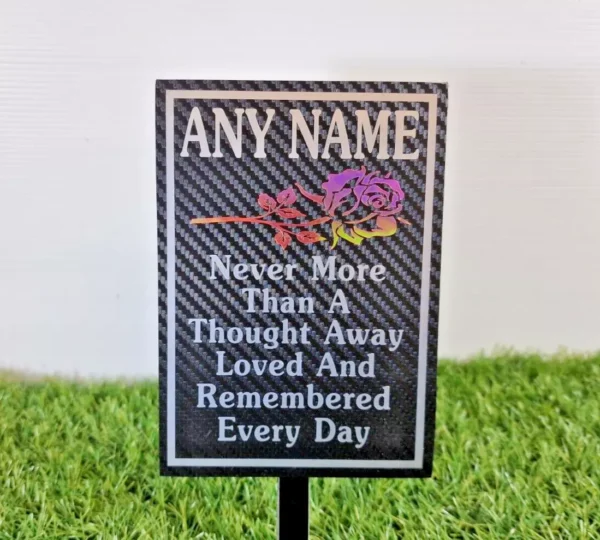 ANY NAME
Never More
Than A
Thought Away
Loved And
Remembered
Every Day